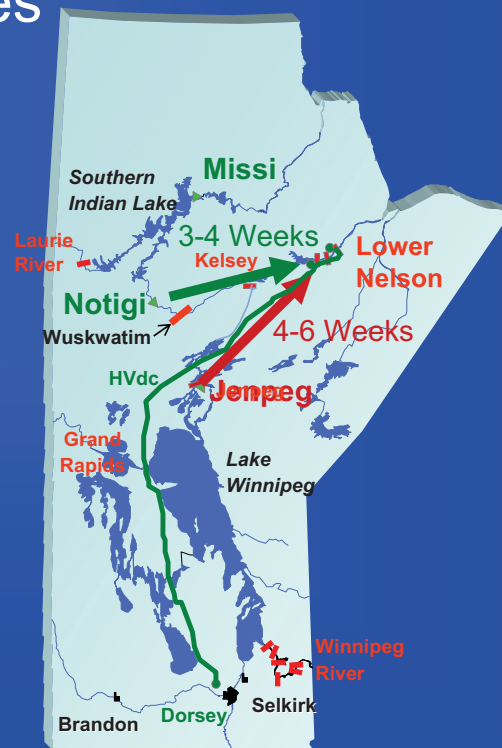 es
Missi
Southern
Indian Lake
3-4 Weeks
Laurie
River
Kelsey
Lower
Nelson
Notigi
Wuskwatim
4-6 Weeks
HVdc
Jenpeg
Grand
Rapids
Lake
Winnipeg
Winnipeg
River
Selkirk
Dorsey
Brandon